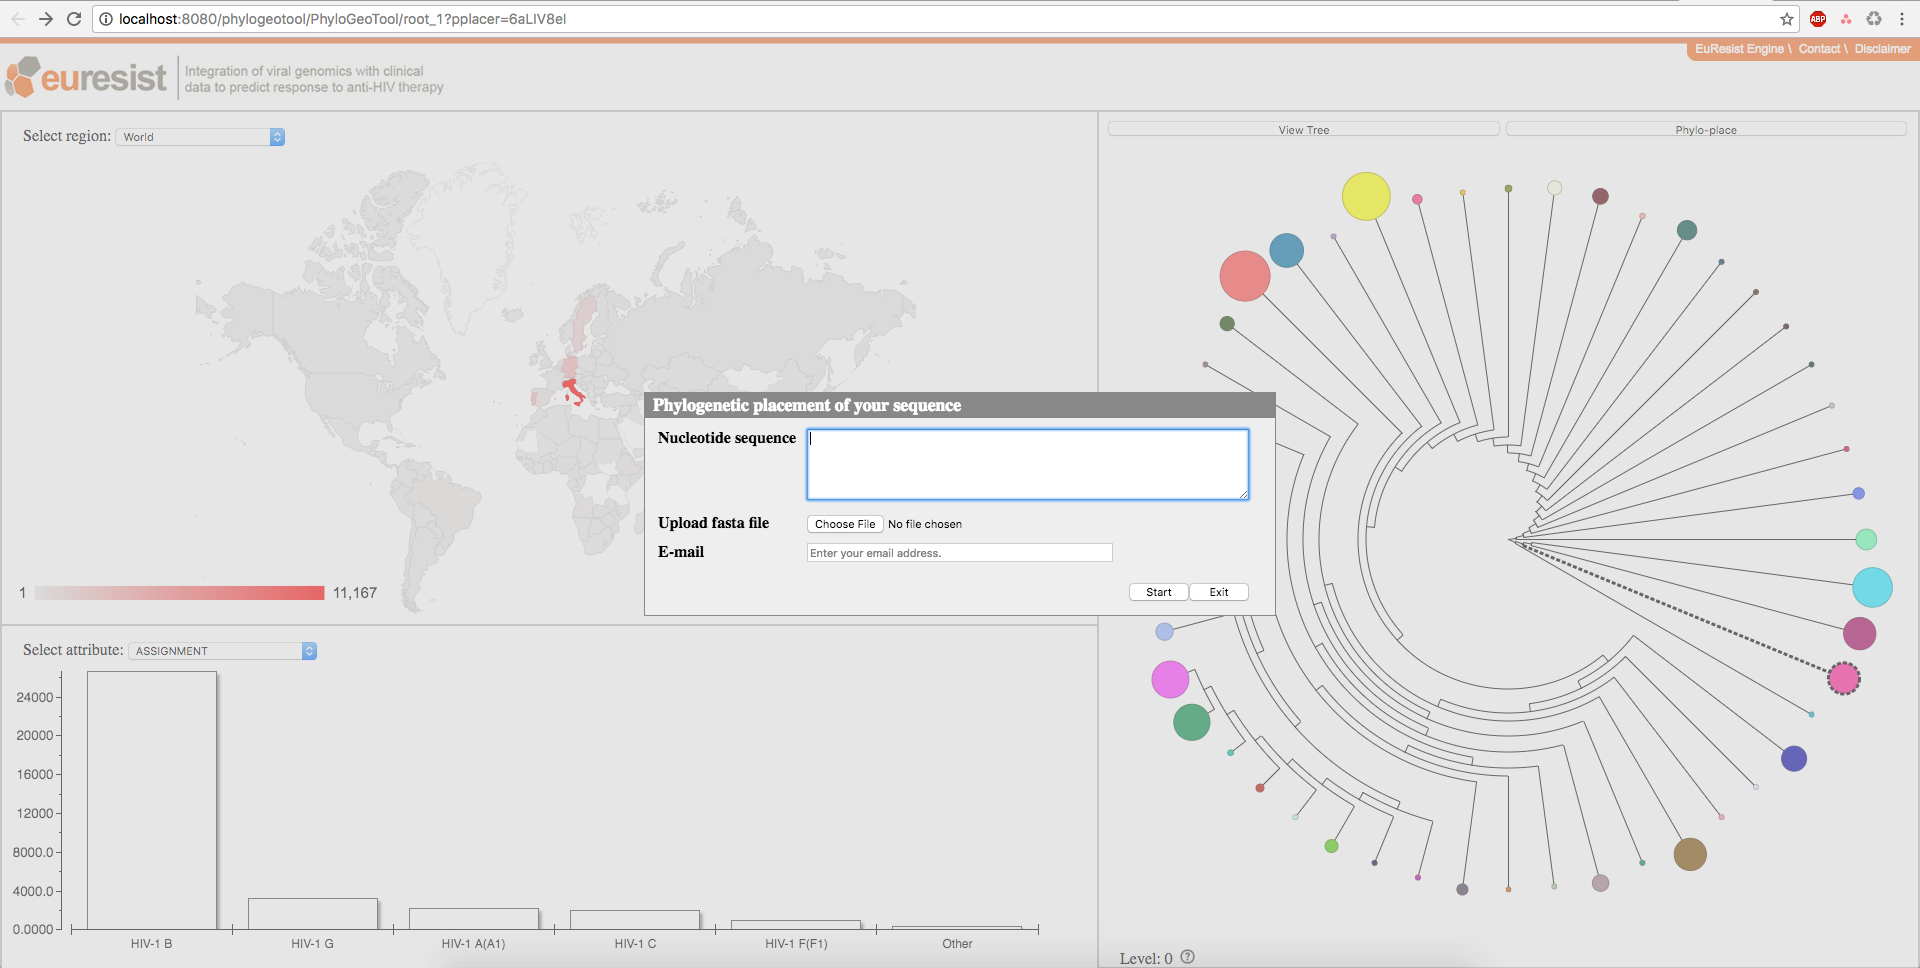 localhost:8080/phylogeotool/PhyloGeoTool/root_1?pplacer=6aLIV8el
ABP
EuResist Engine \ Contact \ Disclaimer
euresist
Integration of viral genomics with clinical
data to predict response to anti-HIV therapy
Select region: World
View Tree
Phylo-place
Phylogenetic placement of your sequence
Nucleotide sequence
Upload fasta file Choose File No file chosen
E-mail Enter your email address.
Start Exit
1 11,167
Select attribute: ASSIGNMENT
24000
20000
16000
12000
8000.0
4000.0
0.0000
HIV-1 B HIV-1 G HIV-1 A(A1) HIV-1 C HIV-1 F(F1) Other
Level: 0 ?